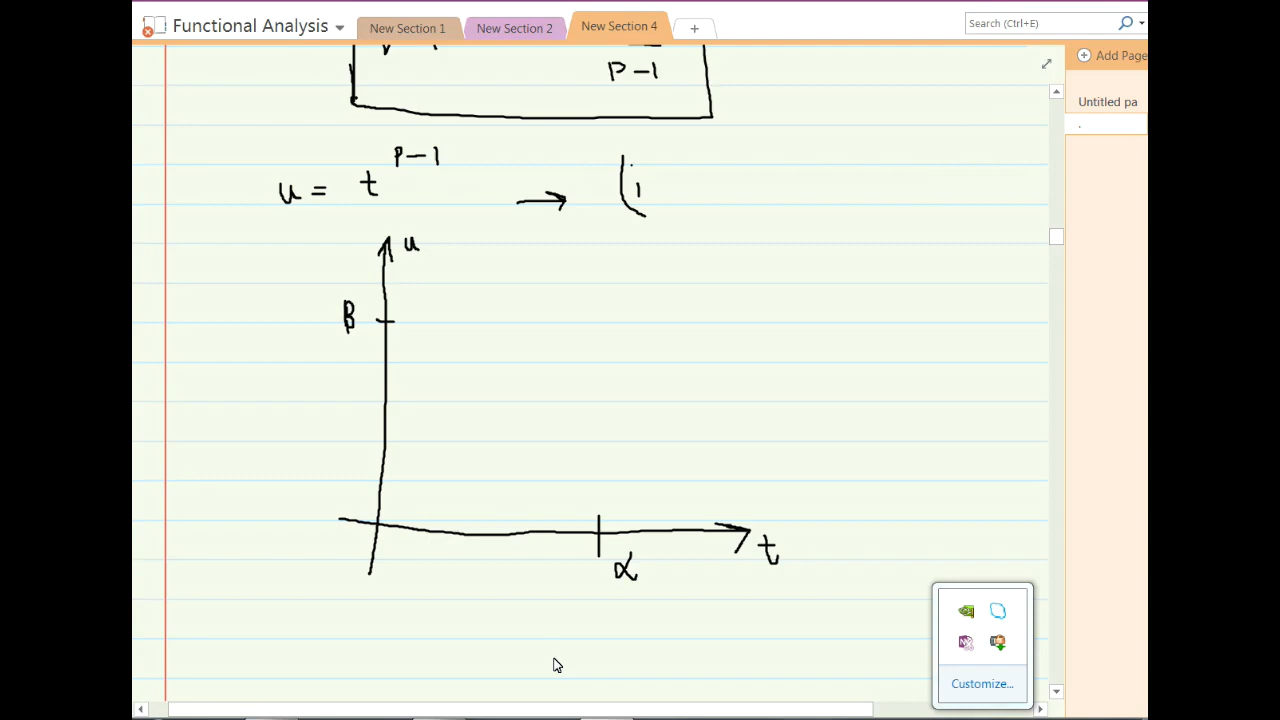 Functional Analysis New Section 1 New Section 2 New Section 4 + Search (Ctrl+E)
Add Page
P-1
Untitled pa
.
u = t^{P-1} → (i
u
B
α
t
Customize...